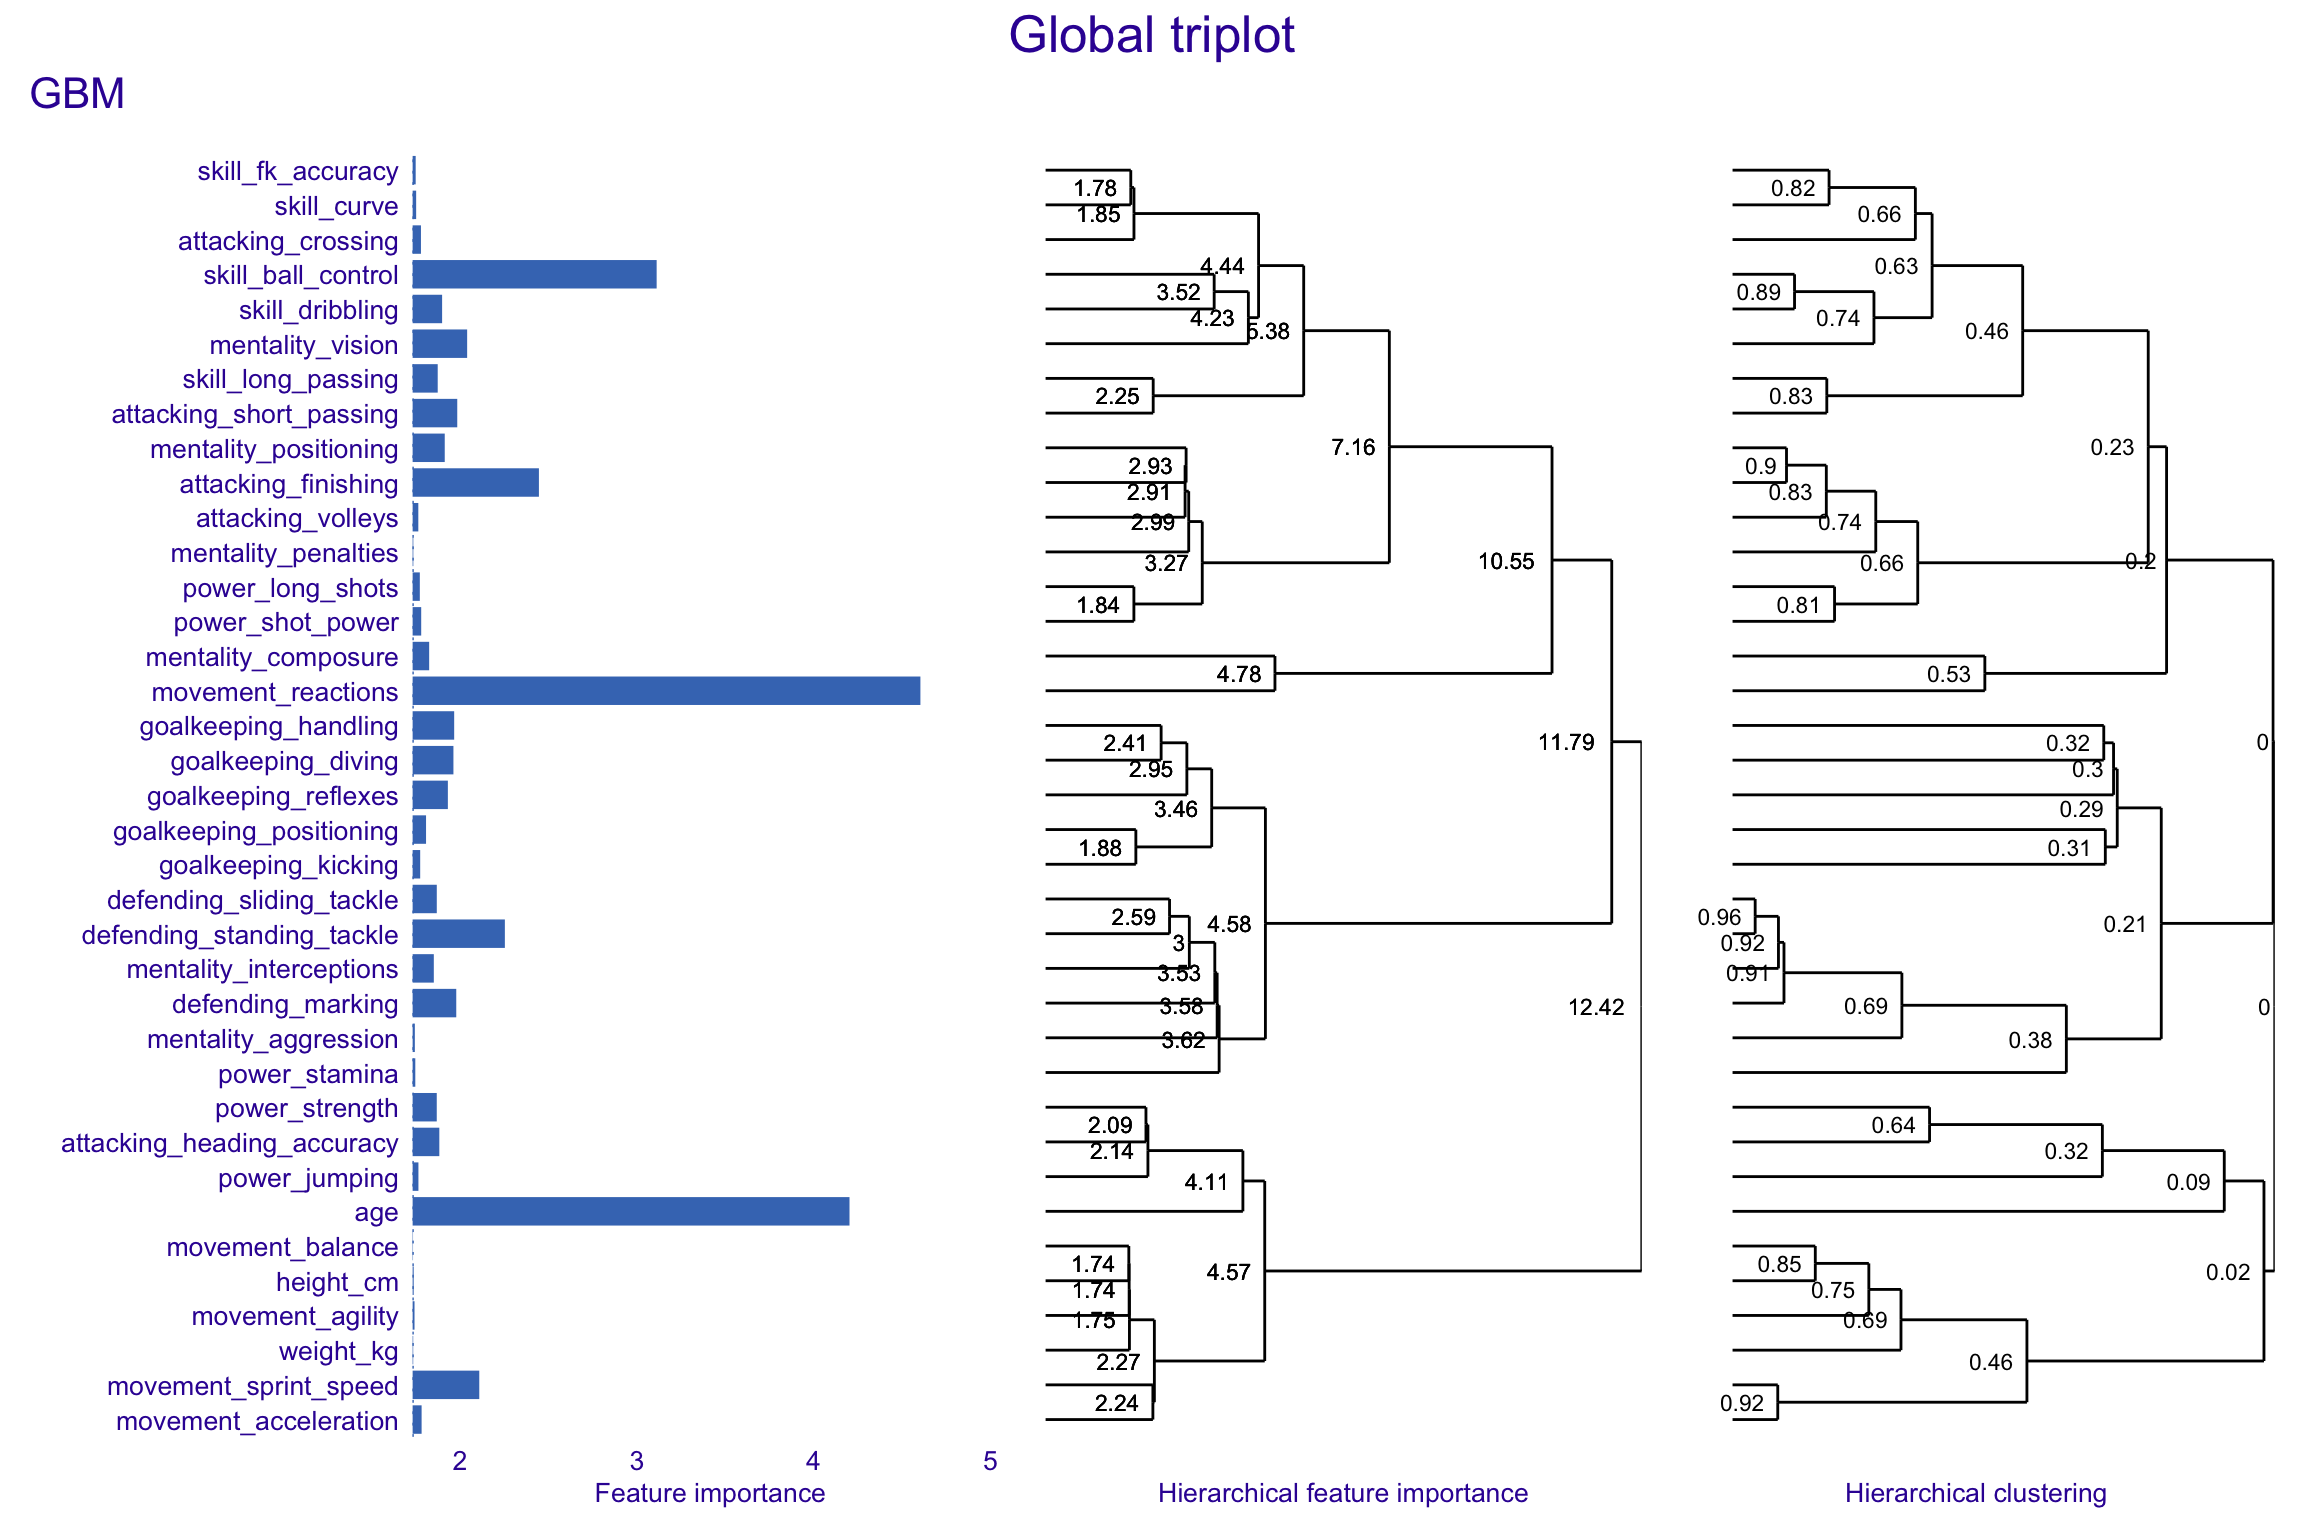 Global triplot
GBM
skill_fk_accuracy
skill_curve
attacking_crossing
skill_ball_control
skill_dribbling
mentality_vision
skill_long_passing
attacking_short_passing
mentality_positioning
attacking_finishing
attacking_volleys
mentality_penalties
power_long_shots
power_shot_power
mentality_composure
movement_reactions
goalkeeping_handling
goalkeeping_diving
goalkeeping_reflexes
goalkeeping_positioning
goalkeeping_kicking
defending_sliding_tackle
defending_standing_tackle
mentality_interceptions
defending_marking
mentality_aggression
power_stamina
power_strength
attacking_heading_accuracy
power_jumping
age
movement_balance
height_cm
movement_agility
weight_kg
movement_sprint_speed
movement_acceleration
2 3 4 5
Feature importance
1.78
1.85
4.44
3.52
4.23
5.38
2.25
7.16
2.93
2.91
2.99
3.27
10.55
1.84
4.78
2.41
11.79
2.95
3.46
1.88
2.59
4.58
3
3.53
3.58
12.42
3.62
2.09
2.14
4.11
1.74
4.57
1.74
1.75
2.27
2.24
Hierarchical feature importance
0.82
0.66
0.63
0.89
0.74
0.46
0.83
0.23
0.9
0.83
0.74
0.66
0.2
0.81
0.53
0.32
0
0.3
0.29
0.31
0.96
0.21
0.92
0.91
0.69
0
0.38
0.64
0.32
0.09
0.85
0.02
0.75
0.69
0.46
0.92
Hierarchical clustering